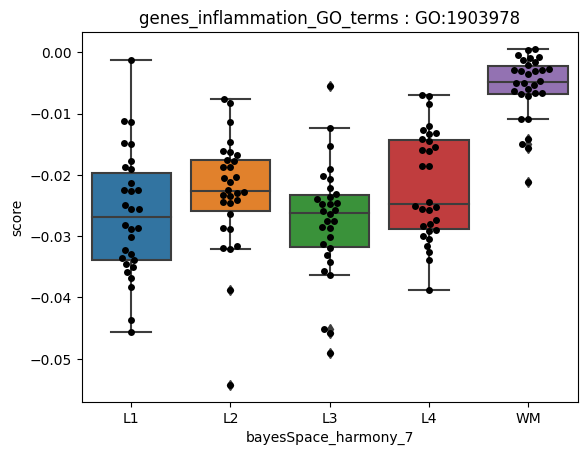 genes_inflammation_GO_terms : GO:1903978
0.00
−0.01
−0.02
−0.03
−0.04
−0.05
score
L1 L2 L3 L4 WM
bayesSpace_harmony_7